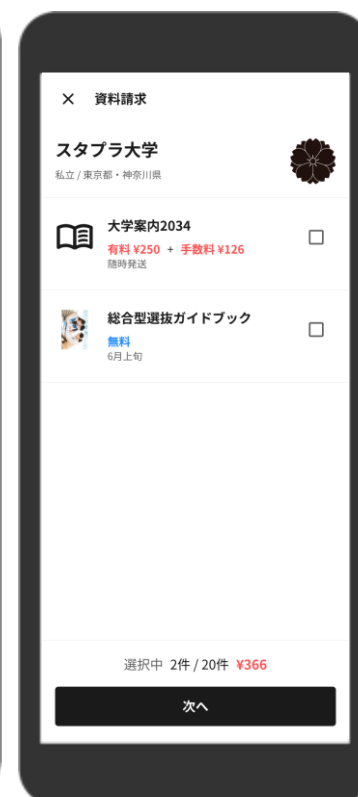 × 資料請求
スタプラ大学
私立 / 東京都・神奈川県
大学案内2034
有料 ¥250 + 手数料 ¥126
随時発送
総合型選抜ガイドブック
無料
6月上旬
選択中 2件 / 20件 ¥366
次へ